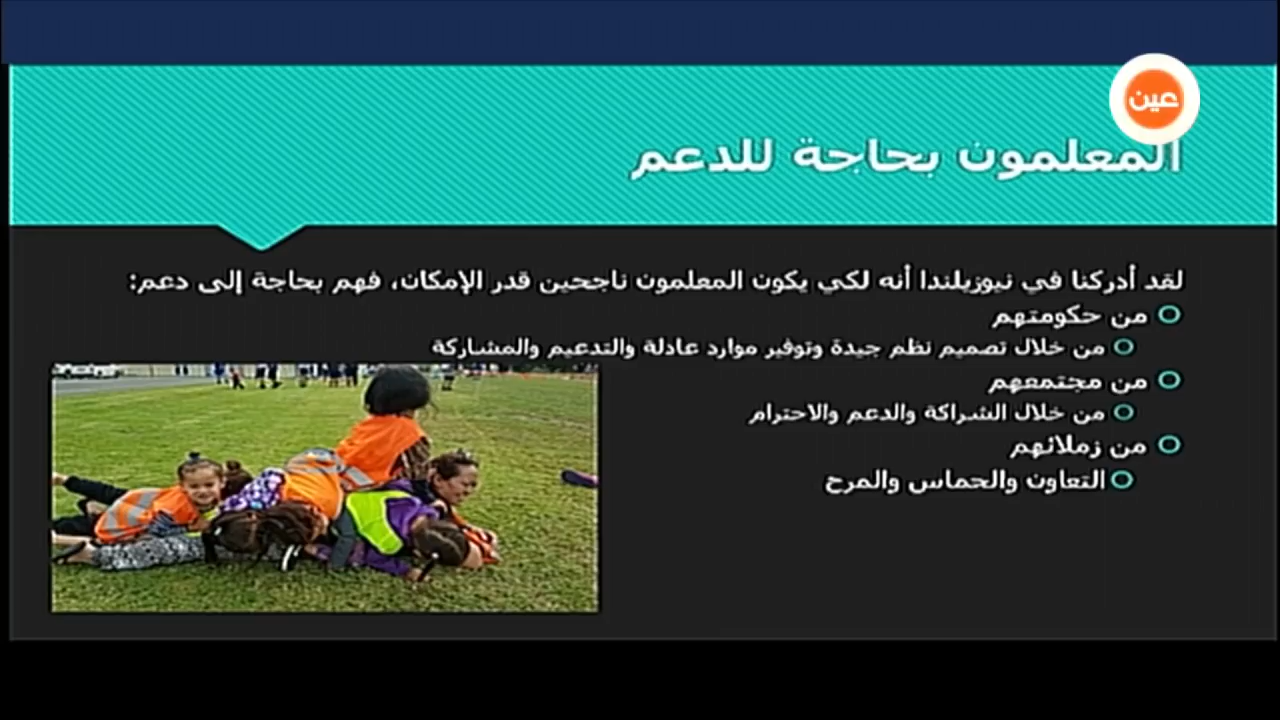 عين
المعلمون بحاجة للدعم
لقد أدركنا في نيوزيلندا أنه لكي يكون المعلمون ناجحين قدر الإمكان، فهم بحاجة إلى دعم:
من حكومتهم
من خلال تصميم نظم جيدة وتوفير موارد عادلة والتدعيم والمشاركة
من مجتمعهم
من خلال الشراكة والدعم والاحترام
من زملائهم
التعاون والحماس والمرح